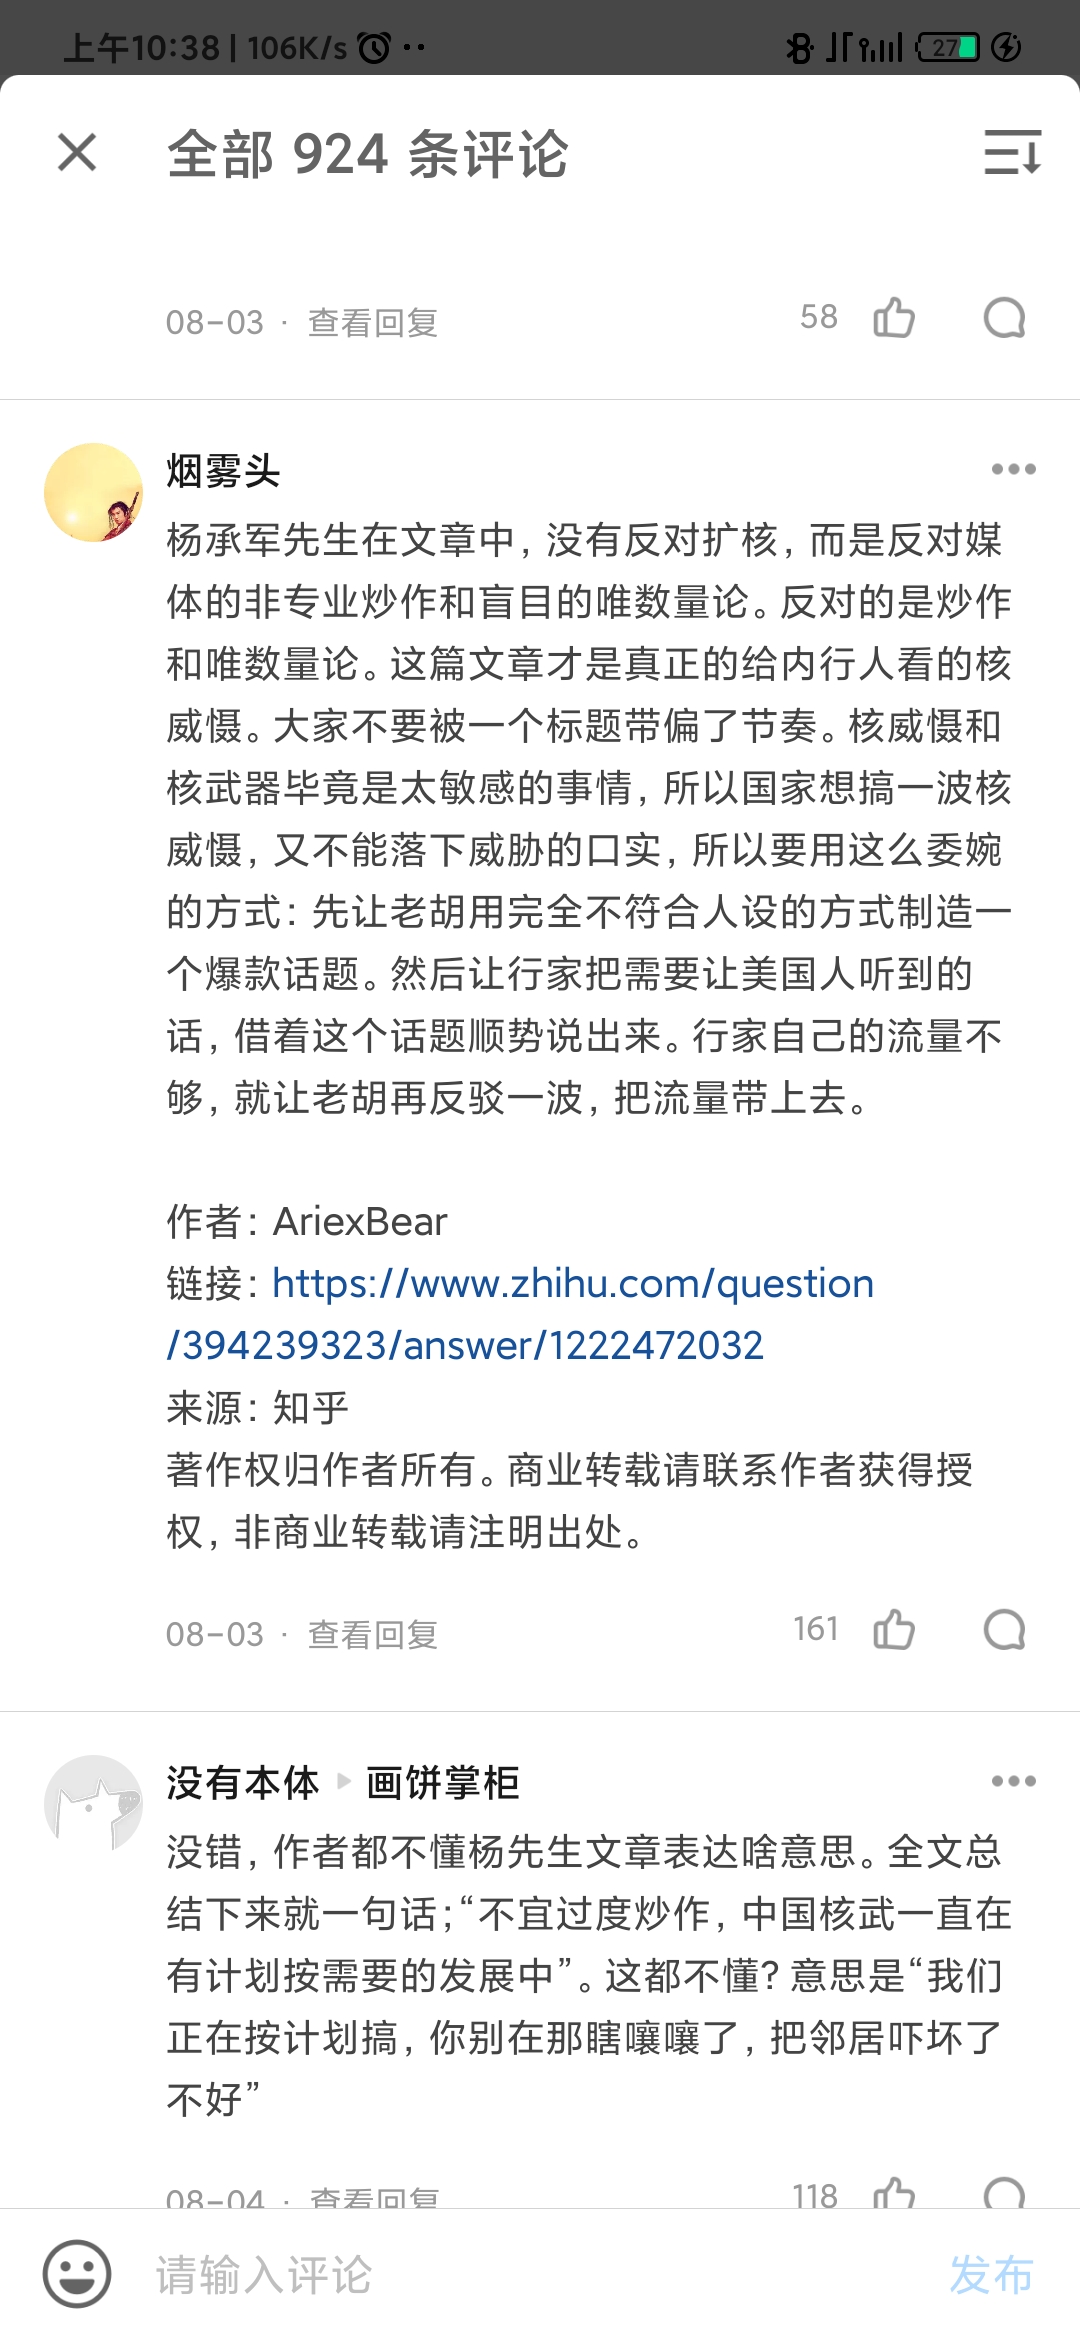 上午10:38 | 106K/s
27
全部 924 条评论
08-03 · 查看回复
58
烟雾头
杨承军先生在文章中，没有反对扩核，而是反对媒
体的非专业炒作和盲目的唯数量论。反对的是炒作
和唯数量论。这篇文章才是真正的给内行人看的核
威慑。大家不要被一个标题带偏了节奏。核威慑和
核武器毕竟是太敏感的事情，所以国家想搞一波核
威慑，又不能落下威胁的口实，所以要用这么委婉
的方式：先让老胡用完全不符合人设的方式制造一
个爆款话题。然后让行家把需要让美国人听到的
话，借着这个话题顺势说出来。行家自己的流量不
够，就让老胡再反驳一波，把流量带上去。
作者：AriexBear
链接：https://www.zhihu.com/question
/394239323/answer/1222472032
来源：知乎
著作权归作者所有。商业转载请联系作者获得授
权，非商业转载请注明出处。
08-03 · 查看回复
161
没有本体 ▸ 画饼掌柜
没错，作者都不懂杨先生文章表达啥意思。全文总
结下来就一句话；“不宜过度炒作，中国核武一直在
有计划按需要的发展中”。这都不懂？意思是“我们
正在按计划搞，你别在那瞎嚷嚷了，把邻居吓坏了
不好”
08-04 · 查看回复
118
请输入评论
发布